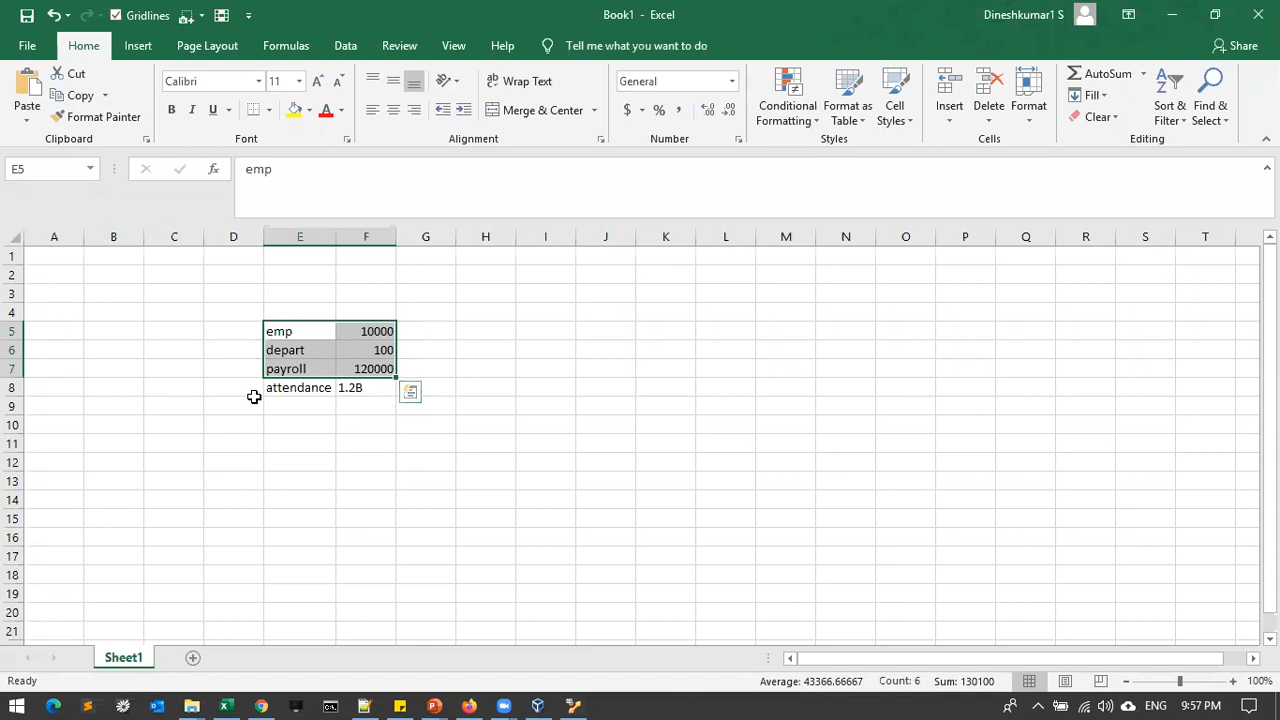 Gridlines
Book1 - Excel
Dineshkumar1 S
File Home Insert Page Layout Formulas Data Review View Help Tell me what you want to do Share
Paste
Cut
Copy
Format Painter
Clipboard
Calibri 11
B I U
Font
Wrap Text
Merge & Center
Alignment
General
$ % ,
Number
Conditional Formatting
Format as Table
Cell Styles
Styles
Insert
Delete
Format
Cells
AutoSum
Fill
Clear
Sort & Filter
Find & Select
Editing
E5 fx emp
A B C D E F G H I J K L M N O P Q R S T
1
2
3
4
5 emp 10000
6 depart 100
7 payroll 120000
8 attendance 1.2B
9
10
11
12
13
14
15
16
17
18
19
20
21
Sheet1
Ready Average: 43366.66667 Count: 6 Sum: 130100 100%
ENG 9:57 PM